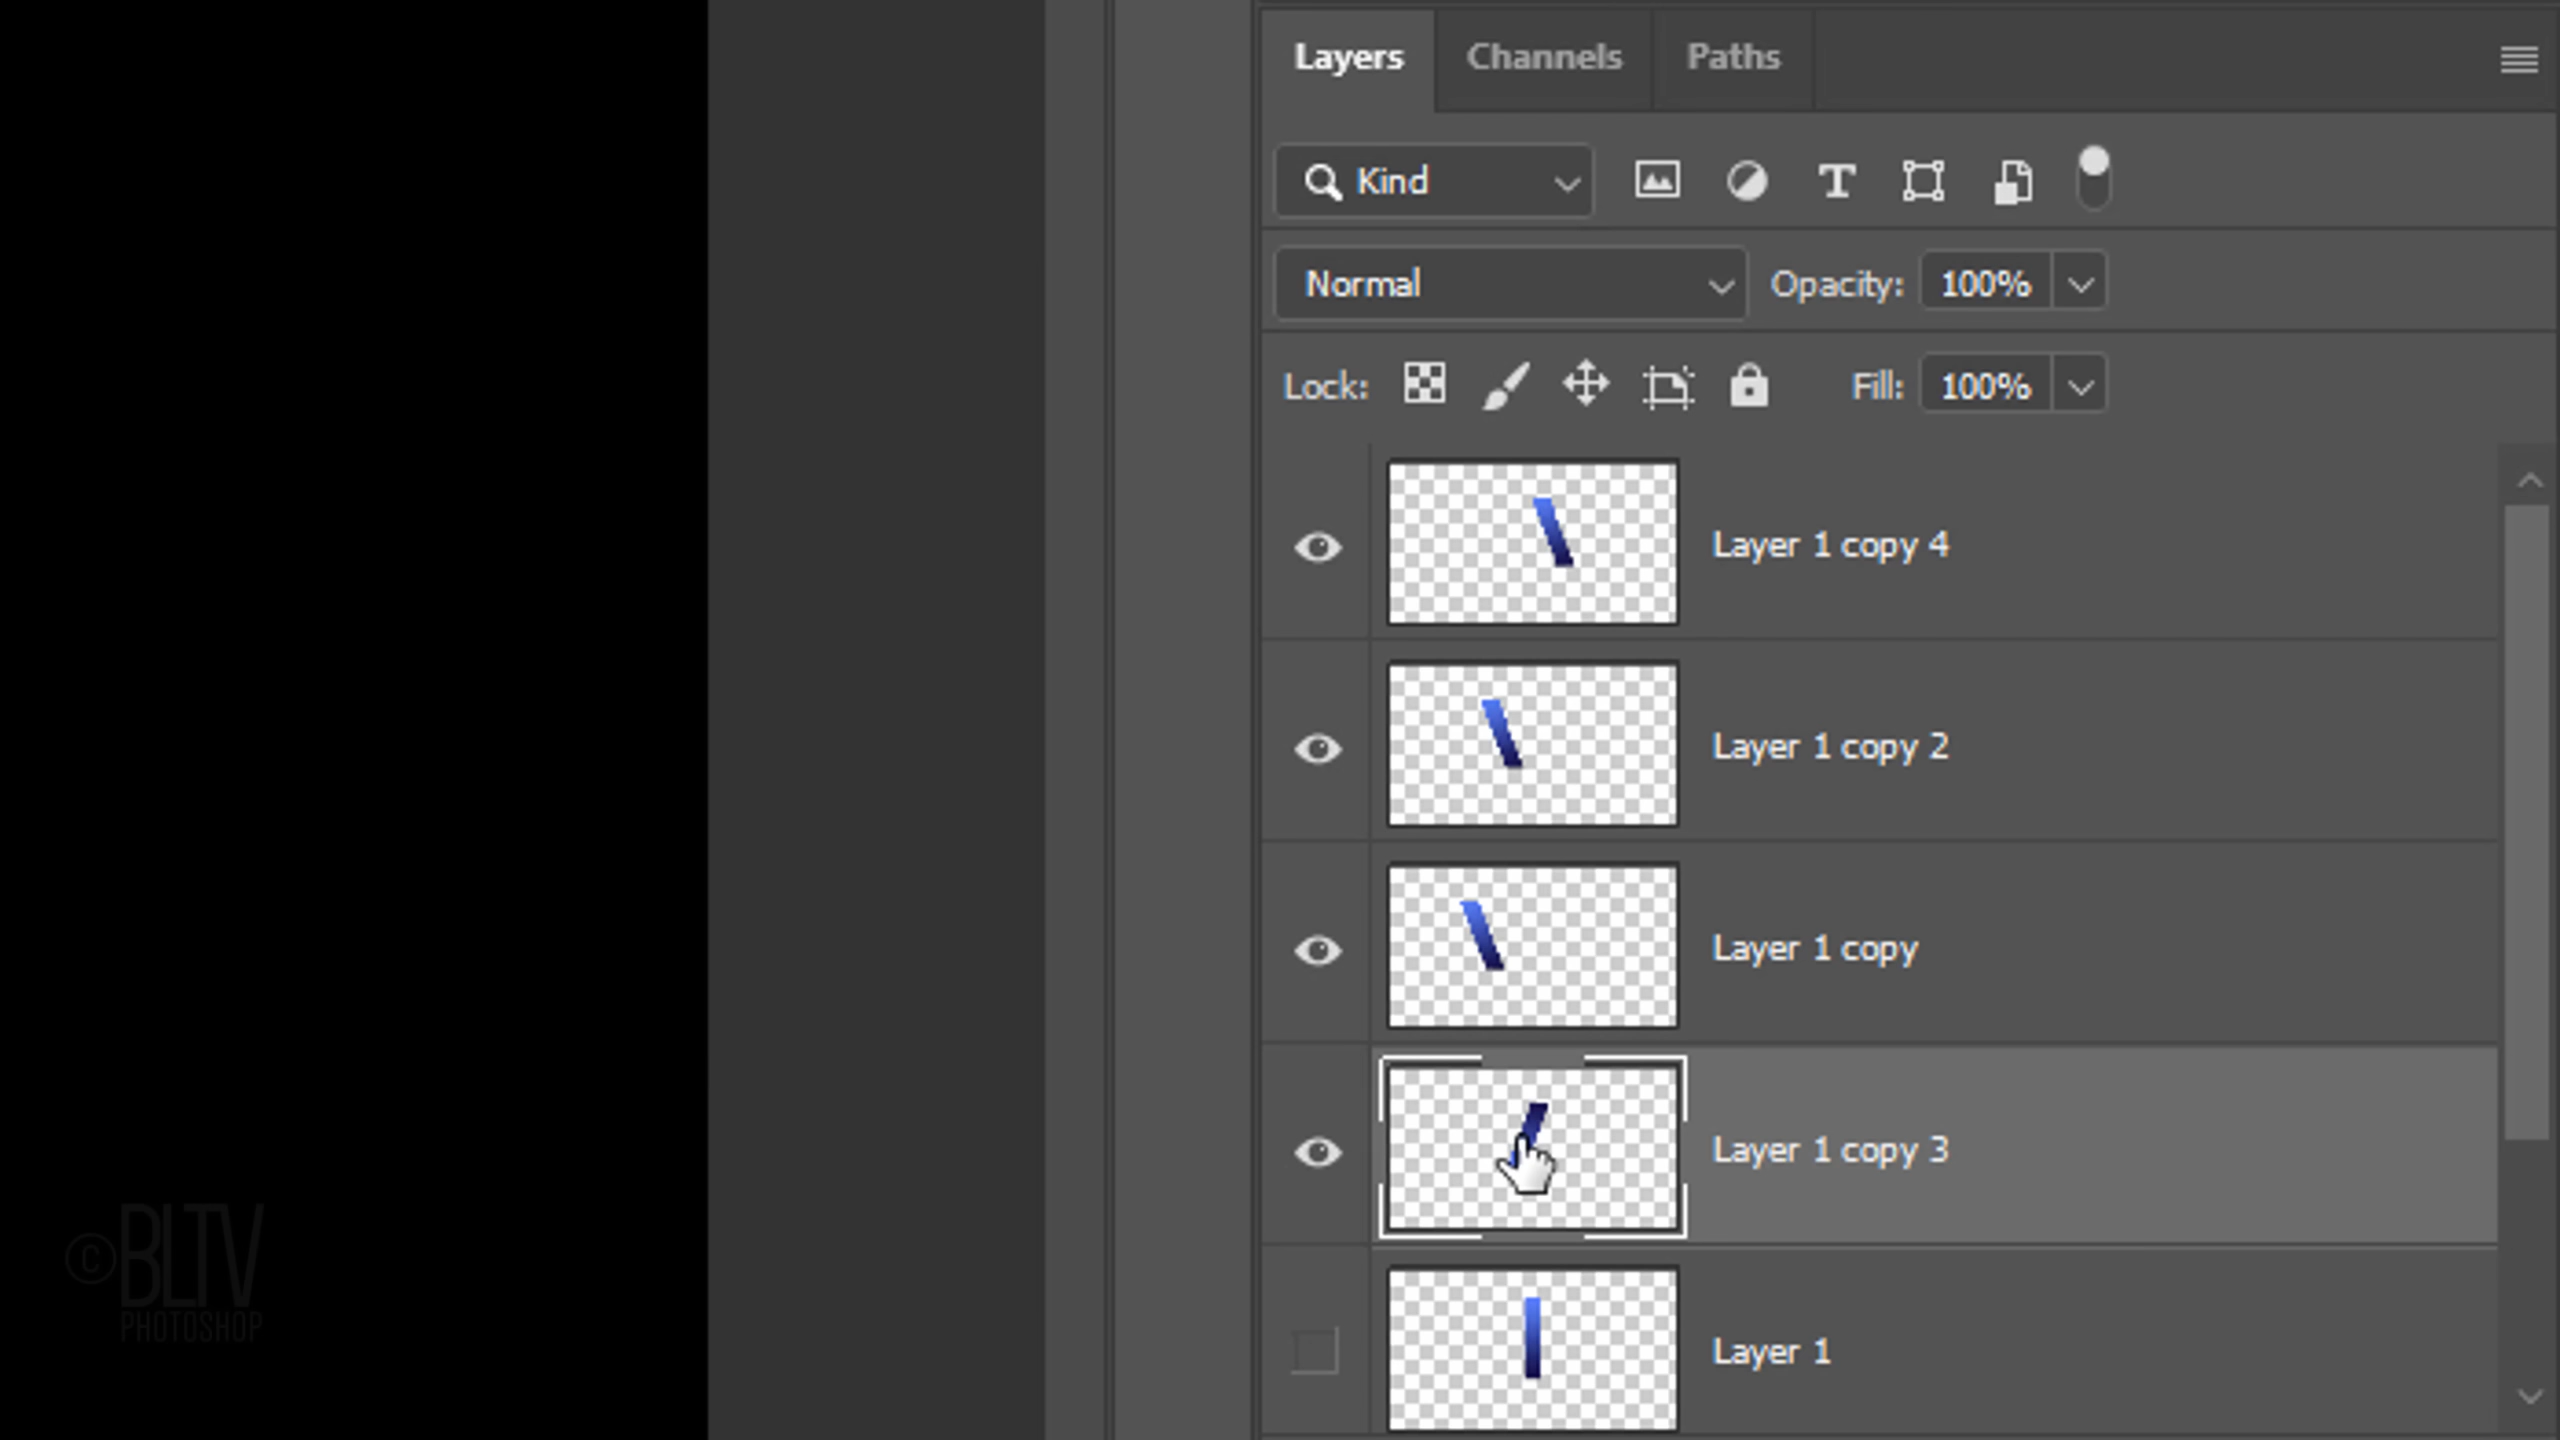 Layers Channels Paths
Kind
Normal Opacity: 100%
Lock: Fill: 100%
Layer 1 copy 4
Layer 1 copy 2
Layer 1 copy
Layer 1 copy 3
Layer 1
©BLTV
PHOTOSHOP